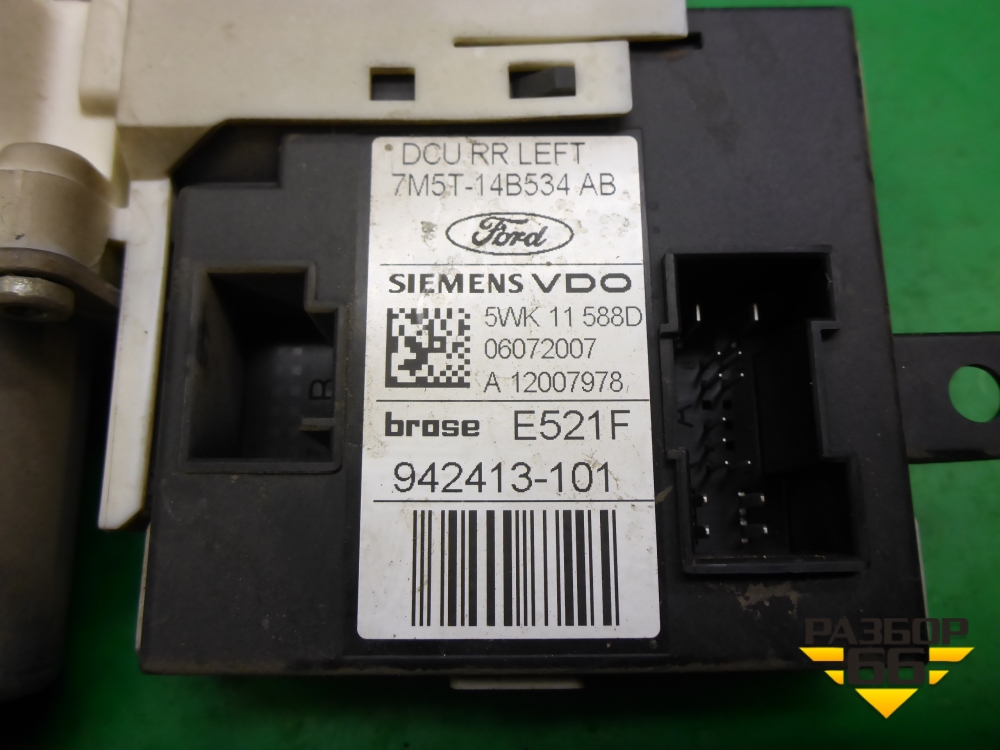 DCU RR LEFT
7M5T-14B534 AB
Ford
SIEMENS VDO
5WK 11 588D
06072007
A 12007978
brose E521F
942413-101
B
A
РАЗБОР
66